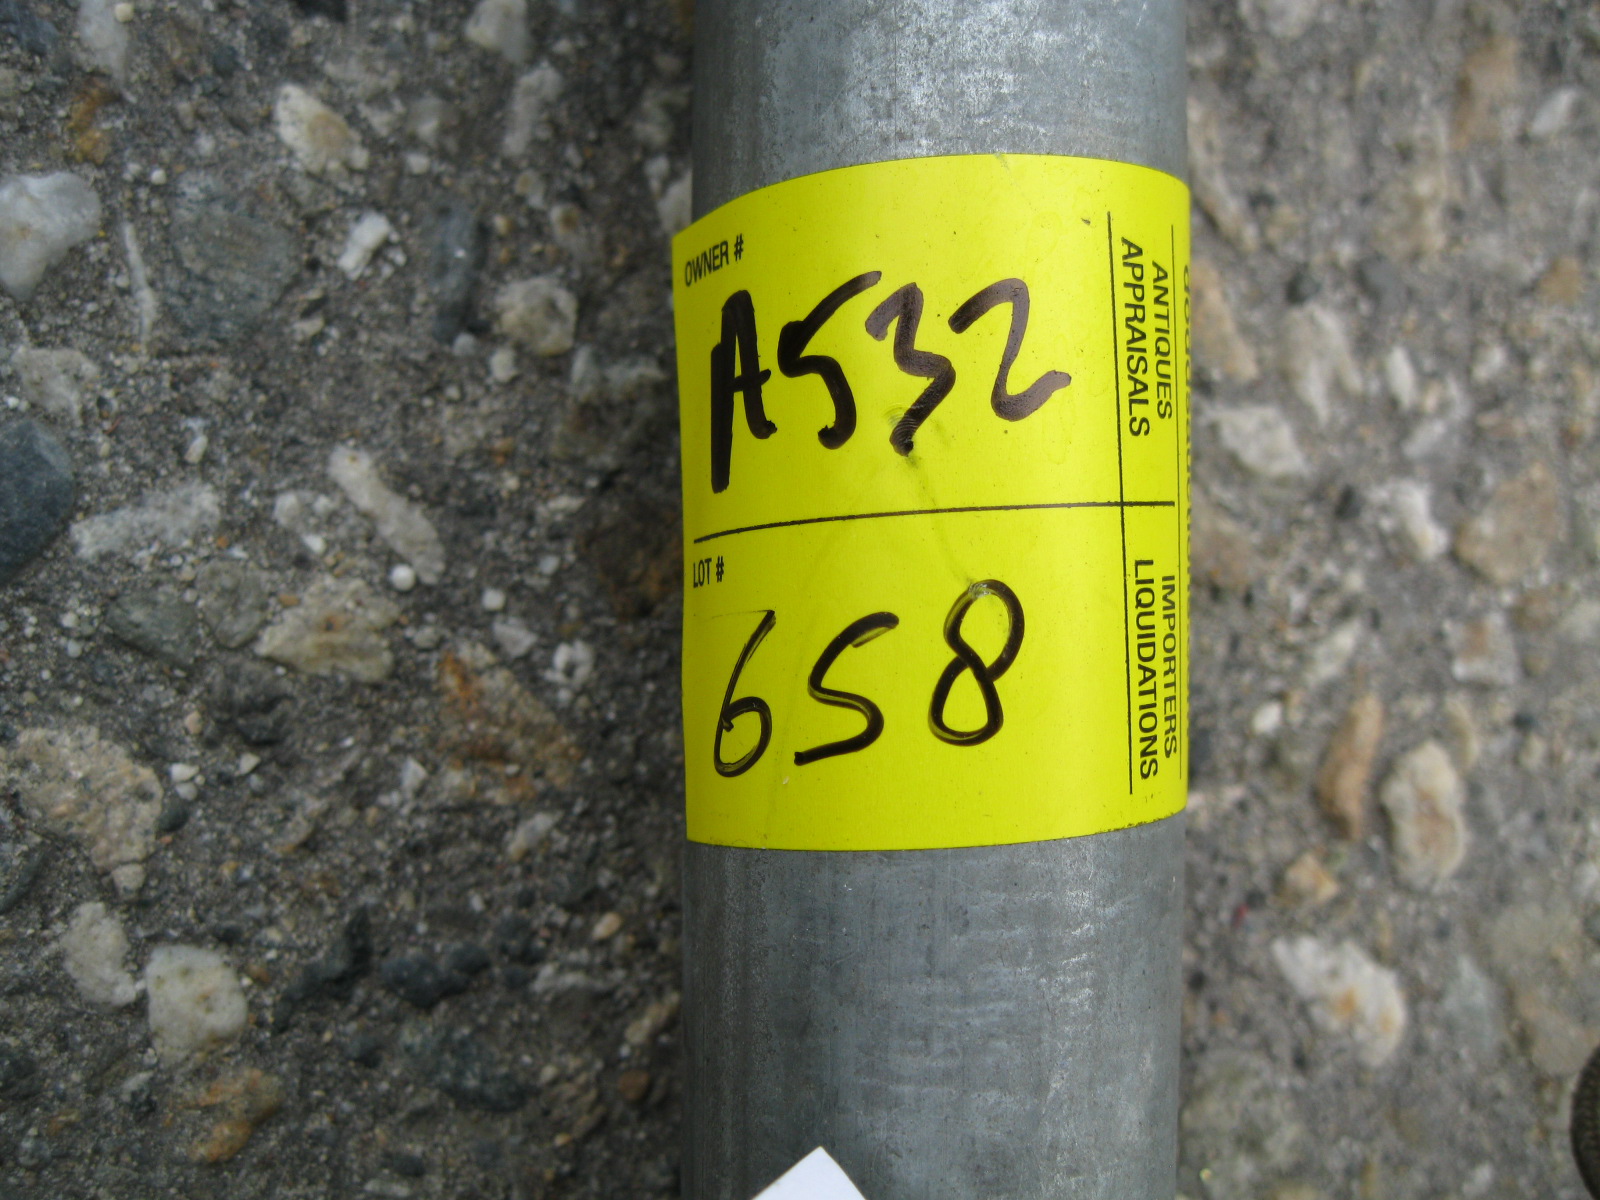 OWNER #
A532
LOT #
658
ANTIQUES
APPRAISALS
IMPORTERS
LIQUIDATIONS